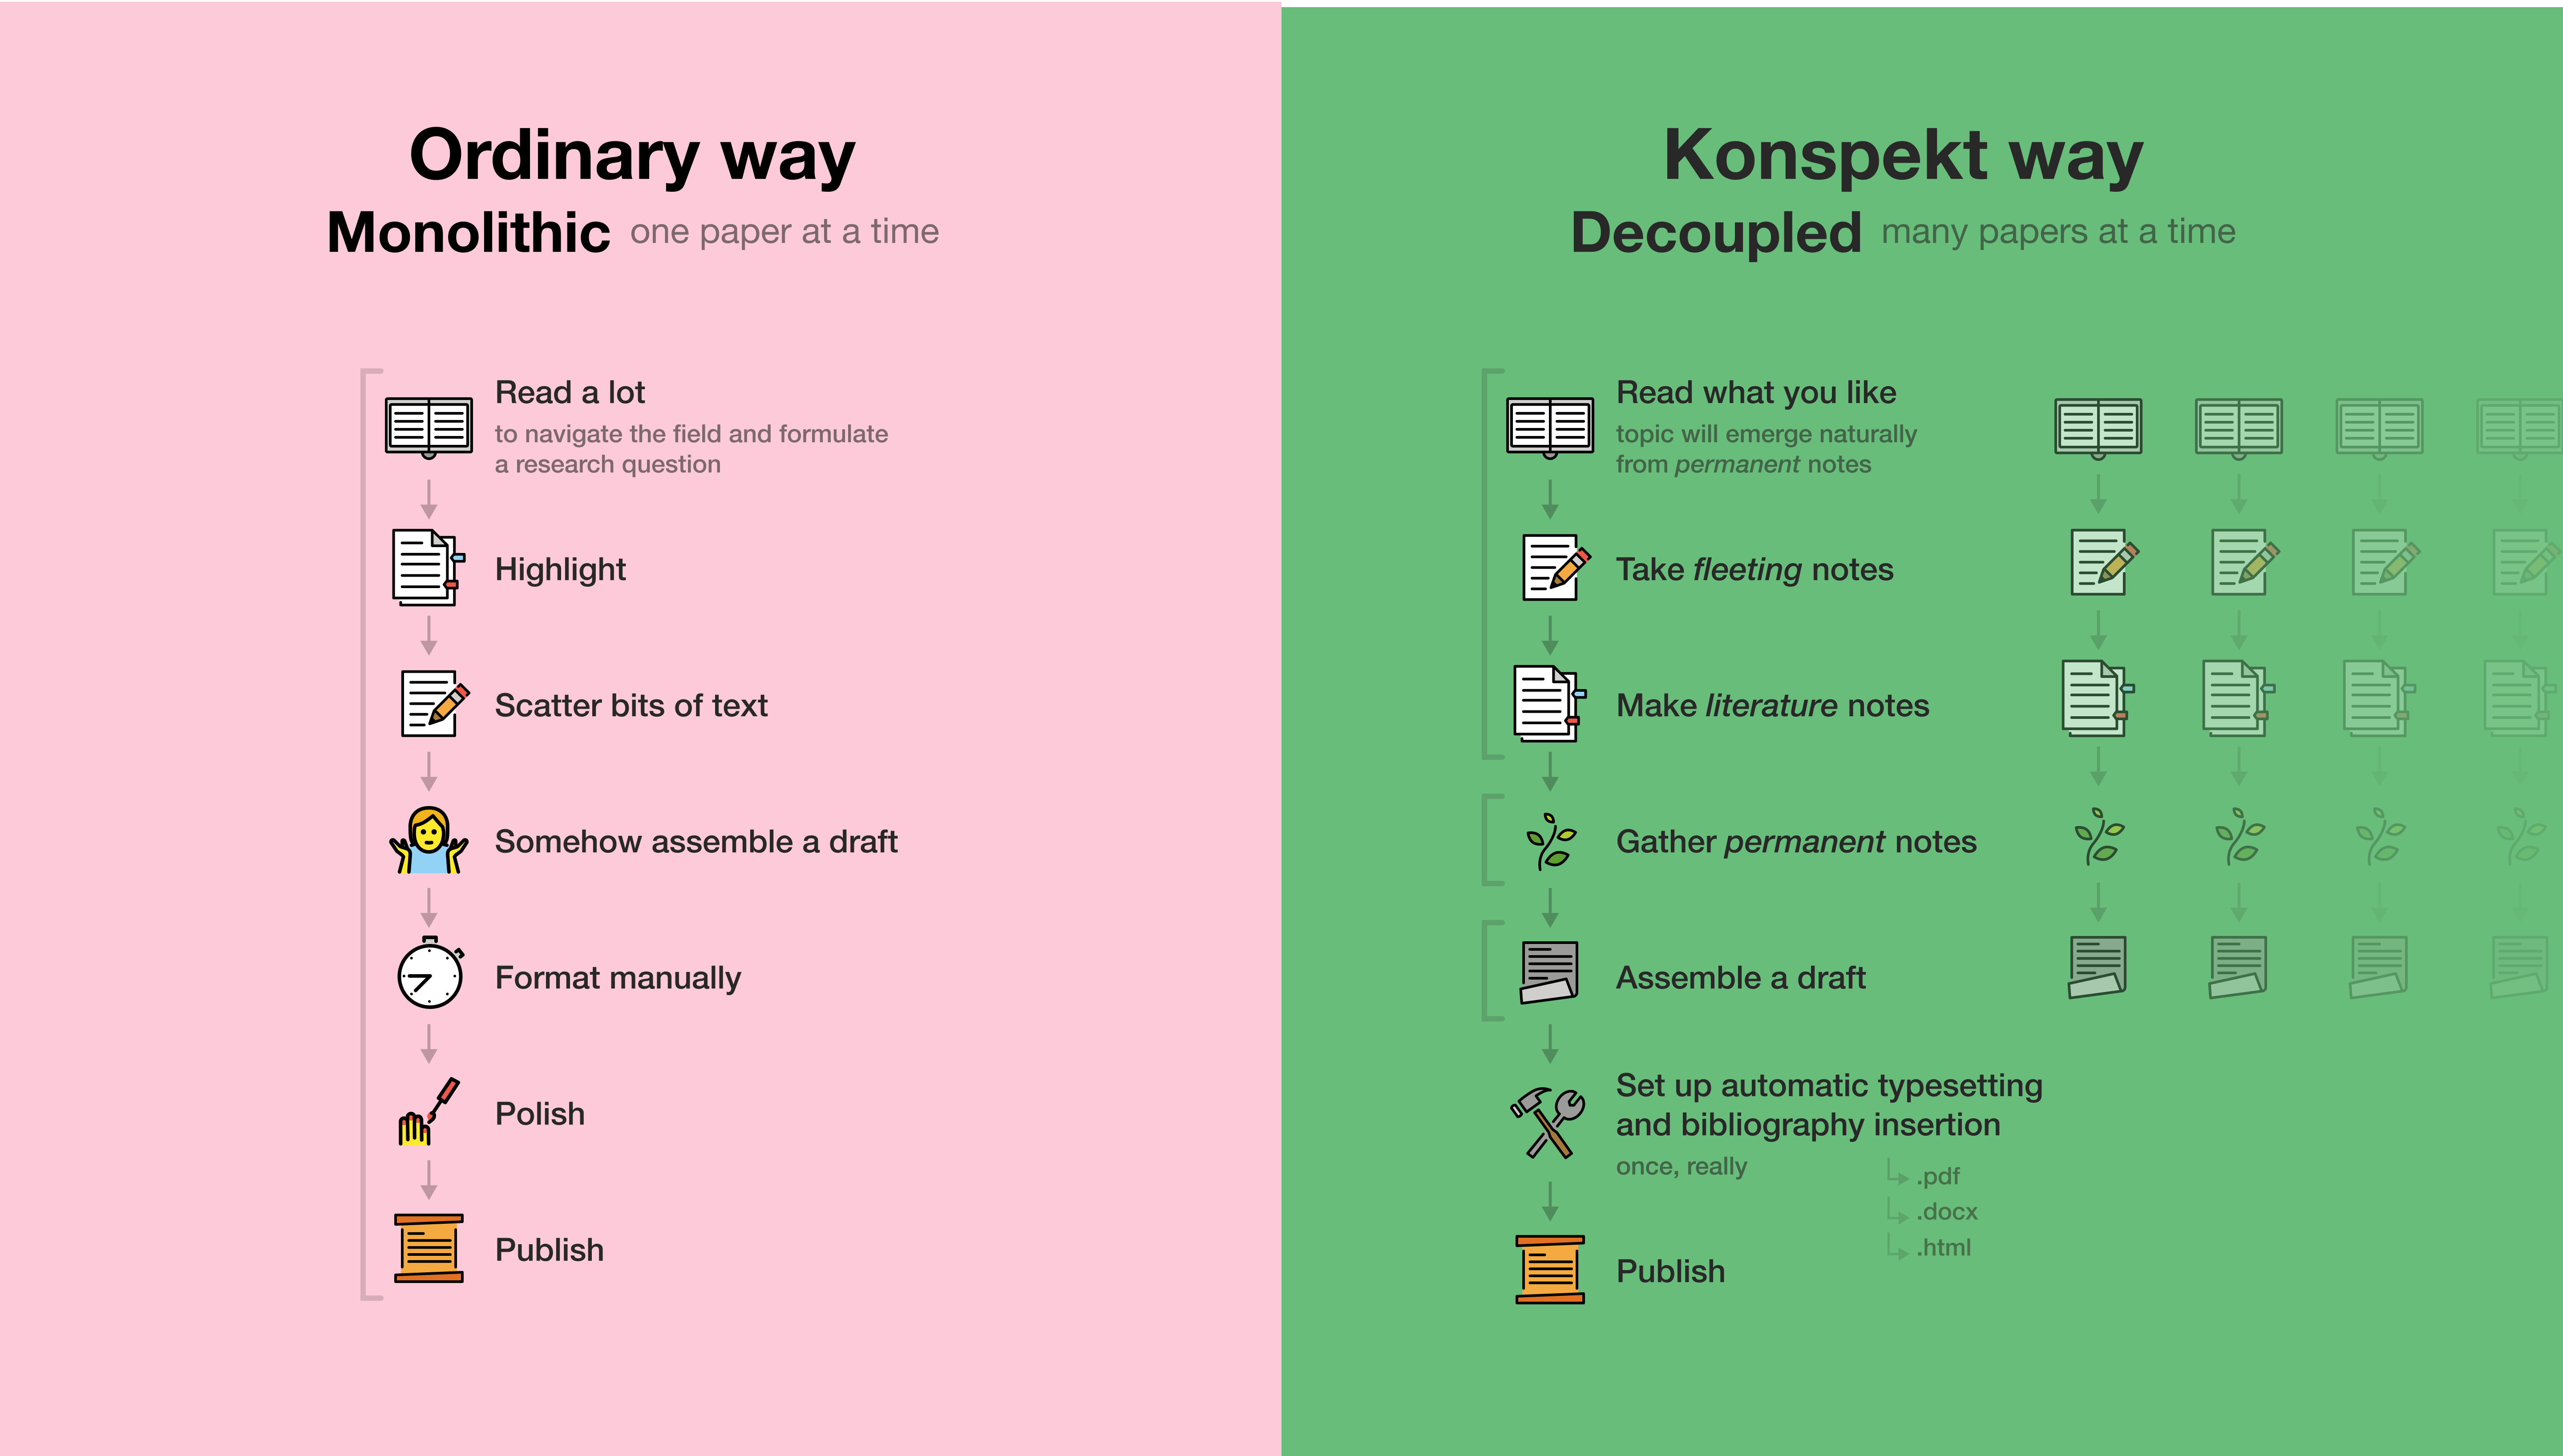 Ordinary way
Monolithic one paper at a time
Read a lot
to navigate the field and formulate
a research question
Highlight
Scatter bits of text
Somehow assemble a draft
Format manually
Polish
Publish
Konspekt way
Decoupled many papers at a time
Read what you like
topic will emerge naturally
from permanent notes
Take fleeting notes
Make literature notes
Gather permanent notes
Assemble a draft
Set up automatic typesetting
and bibliography insertion
once, really
.pdf
.docx
.html
Publish